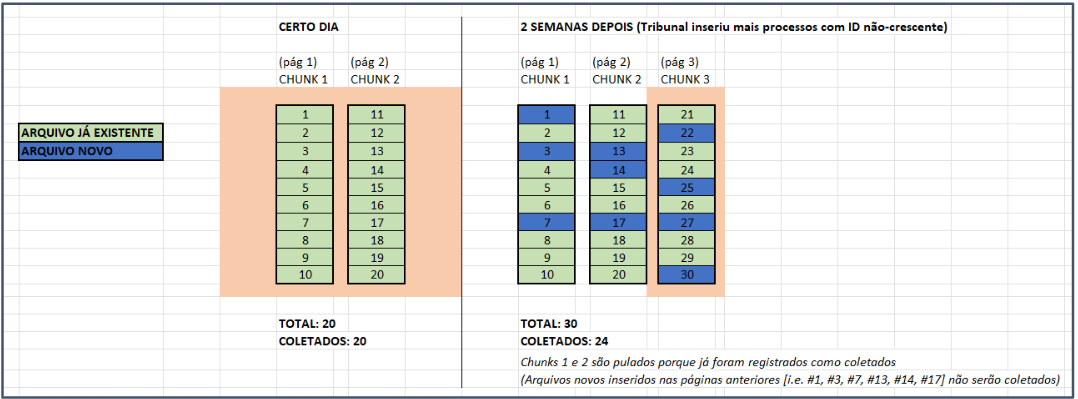 CERTO DIA
2 SEMANAS DEPOIS (Tribunal inseriu mais processos com ID não-crescente)
(pág 1) (pág 2) (pág 1) (pág 2) (pág 3)
CHUNK 1 CHUNK 2 CHUNK 1 CHUNK 2 CHUNK 3
1 11 1 11 21
ARQUIVO JÁ EXISTENTE 2 12 2 12 22
ARQUIVO NOVO 3 13 3 13 23
4 14 4 14 24
5 15 5 15 25
6 16 6 16 26
7 17 7 17 27
8 18 8 18 28
9 19 9 19 29
10 20 10 20 30
TOTAL: 20 TOTAL: 30
COLETADOS: 20 COLETADOS: 24
Chunks 1 e 2 são pulados porque já foram registrados como coletados
(Arquivos novos inseridos nas páginas anteriores [i.e. #1, #3, #7, #13, #14, #17] não serão coletados)